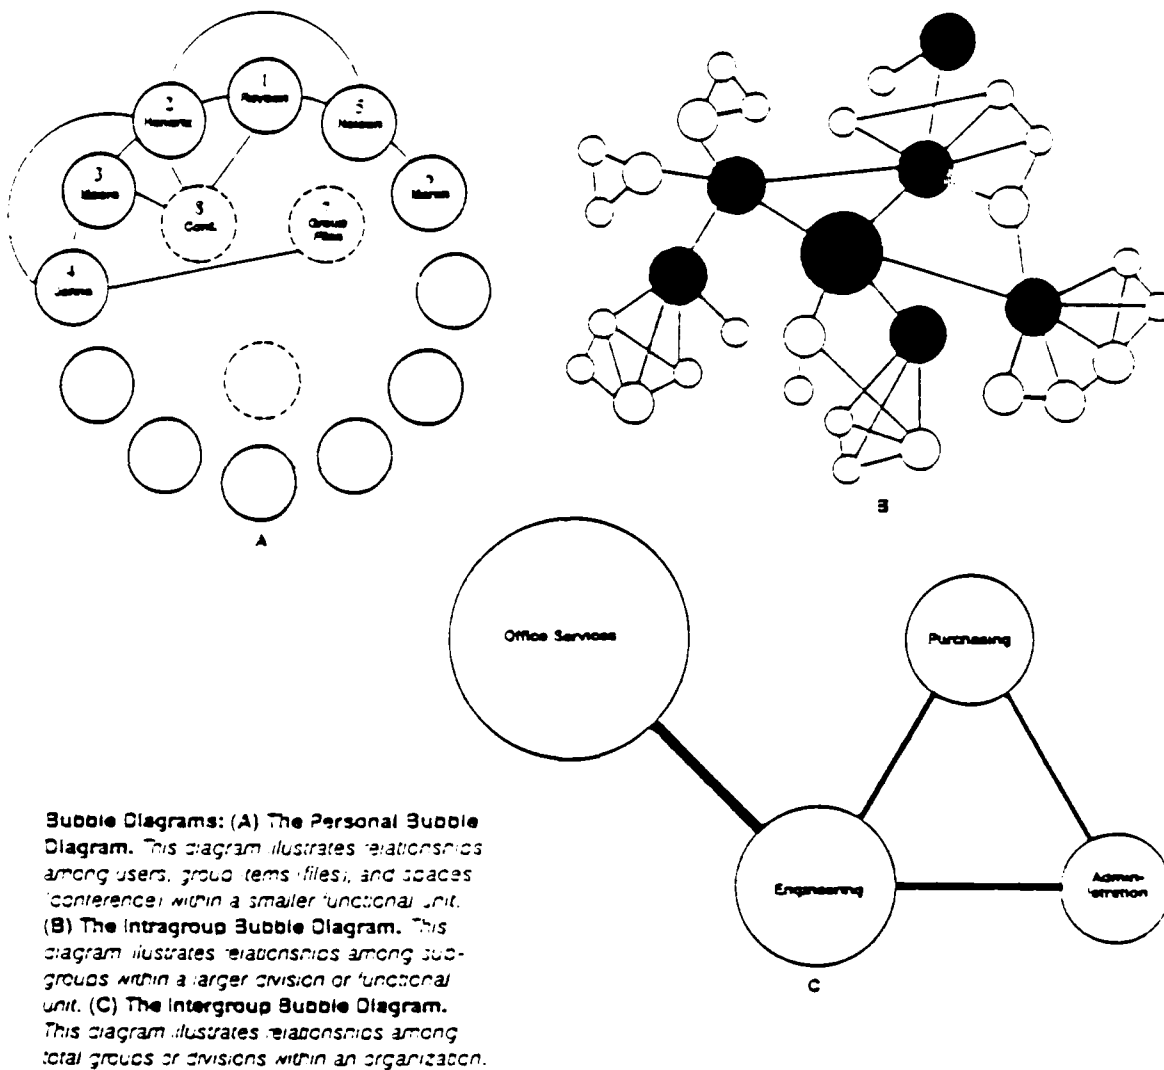 1
2
5
3
4
Files
A
B
Office Services
Purchasing
Engineering
Admin-
istration
C
Bubble Diagrams: (A) The Personal Bubble
Diagram. This diagram illustrates relationships
among users, group items (files), and spaces
(conference) within a smaller functional unit.
(B) The Intragroup Bubble Diagram. This
diagram illustrates relationships among sub-
groups within a larger division or functional
unit. (C) The Intergroup Bubble Diagram.
This diagram illustrates relationships among
total groups or divisions within an organization.